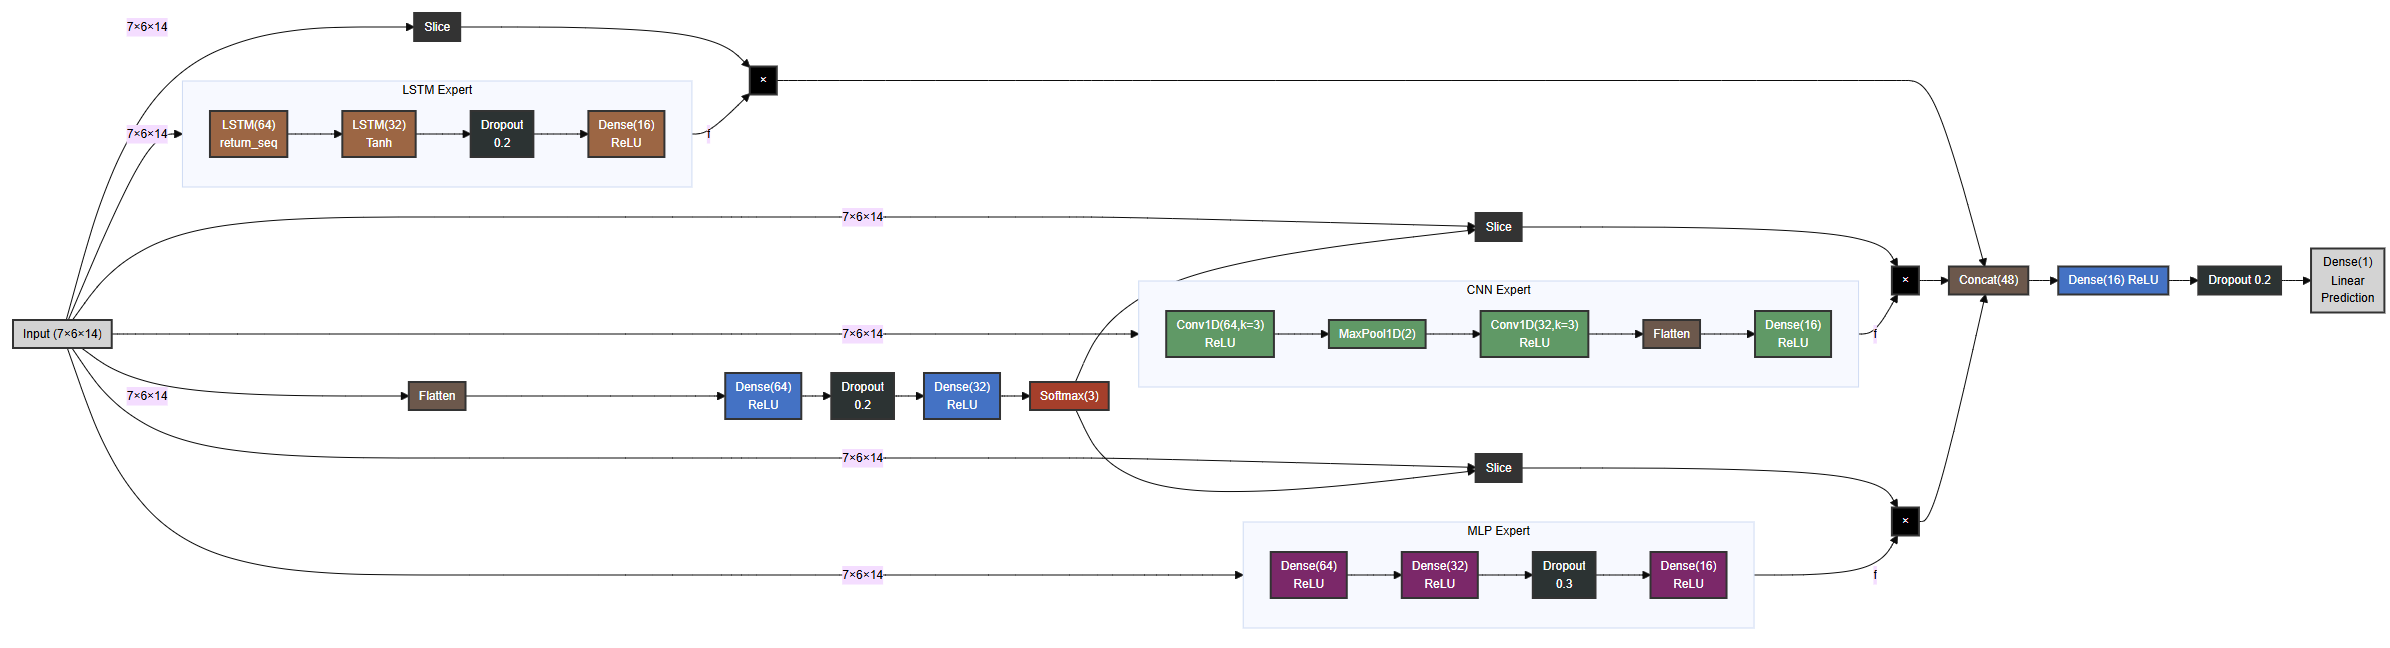 7×6×14
Slice
×
LSTM Expert
LSTM(64)
return_seq
LSTM(32)
Tanh
Dropout
0.2
Dense(16)
ReLU
7×6×14
f
7×6×14
Slice
CNN Expert
Conv1D(64,k=3)
ReLU
MaxPool1D(2)
Conv1D(32,k=3)
ReLU
Flatten
Dense(16)
ReLU
×
Concat(48)
Dense(16) ReLU
Dropout 0.2
Dense(1)
Linear
Prediction
Input (7×6×14)
7×6×14
f
7×6×14
Flatten
Dense(64)
ReLU
Dropout
0.2
Dense(32)
ReLU
Softmax(3)
7×6×14
Slice
×
MLP Expert
7×6×14
Dense(64)
ReLU
Dense(32)
ReLU
Dropout
0.3
Dense(16)
ReLU
f